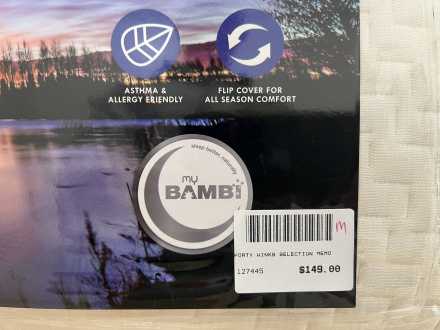 ASTHMA &
ALLERGY FRIENDLY
FLIP COVER FOR
ALL SEASON COMFORT
sleep better, naturally
my
BAMBi
M
FORTY WINKS SELECTION MEMO
127445
$149.00